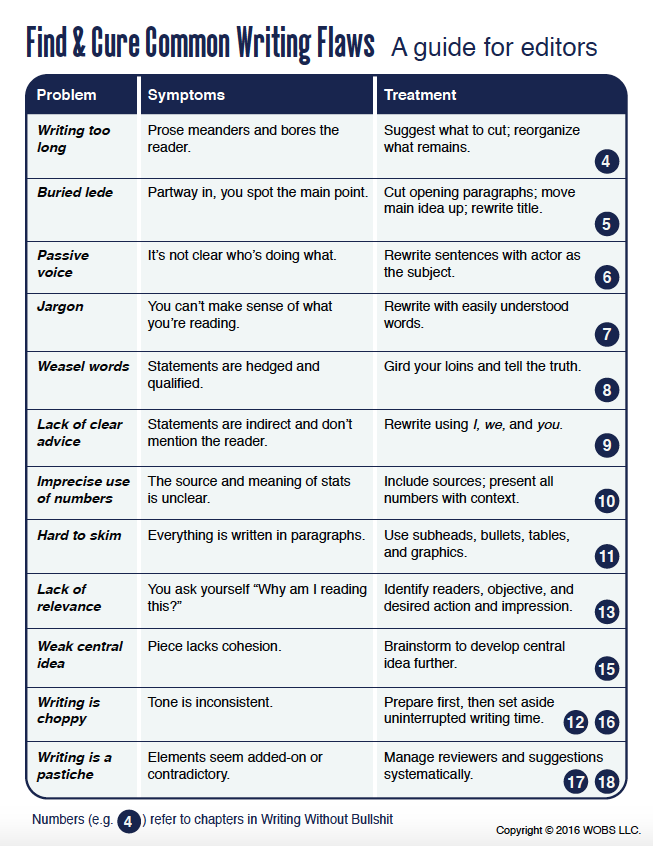 Find & Cure Common Writing Flaws A guide for editors
Problem Symptoms Treatment
Writing too long
Prose meanders and bores the reader.
Suggest what to cut; reorganize what remains.
4
Buried lede
Partway in, you spot the main point.
Cut opening paragraphs; move main idea up; rewrite title.
5
Passive voice
It's not clear who's doing what.
Rewrite sentences with actor as the subject.
6
Jargon
You can't make sense of what you're reading.
Rewrite with easily understood words.
7
Weasel words
Statements are hedged and qualified.
Gird your loins and tell the truth.
8
Lack of clear advice
Statements are indirect and don't mention the reader.
Rewrite using I, we, and you.
9
Imprecise use of numbers
The source and meaning of stats is unclear.
Include sources; present all numbers with context.
10
Hard to skim
Everything is written in paragraphs.
Use subheads, bullets, tables, and graphics.
11
Lack of relevance
You ask yourself “Why am I reading this?”
Identify readers, objective, and desired action and impression.
13
Weak central idea
Piece lacks cohesion.
Brainstorm to develop central idea further.
15
Writing is choppy
Tone is inconsistent.
Prepare first, then set aside uninterrupted writing time.
12 16
Writing is a pastiche
Elements seem added-on or contradictory.
Manage reviewers and suggestions systematically.
17 18
Numbers (e.g. 4 ) refer to chapters in Writing Without Bullshit
Copyright © 2016 WOBS LLC.